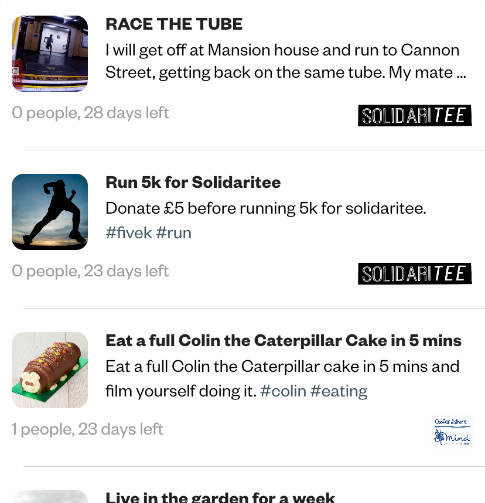 RACE THE TUBE
I will get off at Mansion house and run to Cannon
Street, getting back on the same tube. My mate ...
0 people, 28 days left
SOLIDARITEE
Run 5k for Solidaritee
Donate £5 before running 5k for solidaritee.
#fivek #run
0 people, 23 days left
SOLIDARITEE
Eat a full Colin the Caterpillar Cake in 5 mins
Eat a full Colin the Caterpillar cake in 5 mins and
film yourself doing it. #colin #eating
1 people, 23 days left
mind
Live in the garden for a week